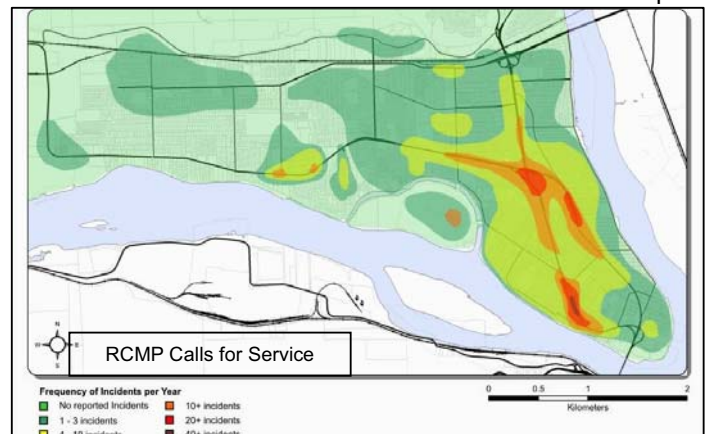 N
W E
S
RCMP Calls for Service
Frequency of Incidents per Year
No reported Incidents
1 - 3 incidents
10+ incidents
20+ incidents
0 0.5 1 2
Kilometers